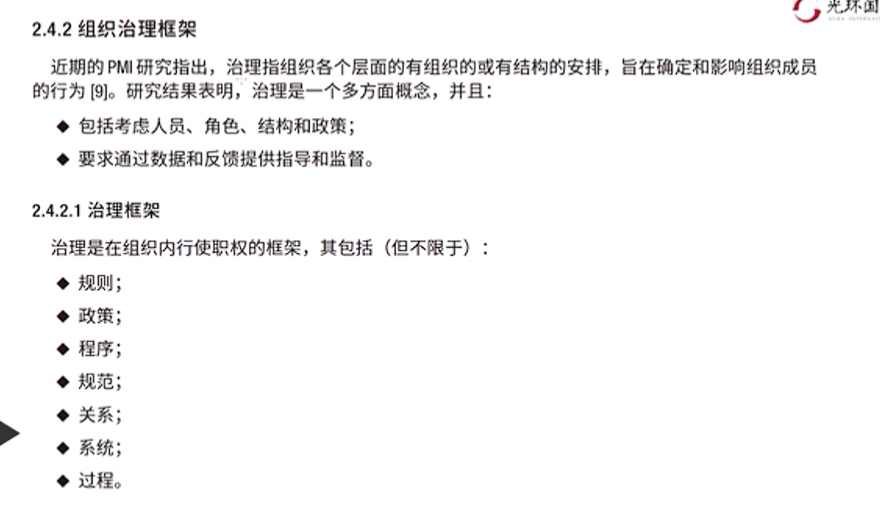 光环国
2.4.2 组织治理框架
近期的 PMI 研究指出，治理指组织各个层面的有组织的或有结构的安排，旨在确定和影响组织成员
的行为 [9]。研究结果表明，治理是一个多方面概念，并且：
◆ 包括考虑人员、角色、结构和政策；
◆ 要求通过数据和反馈提供指导和监督。
2.4.2.1 治理框架
治理是在组织内行使职权的框架，其包括（但不限于）：
◆ 规则；
◆ 政策；
◆ 程序；
◆ 规范；
◆ 关系；
◆ 系统；
◆ 过程。